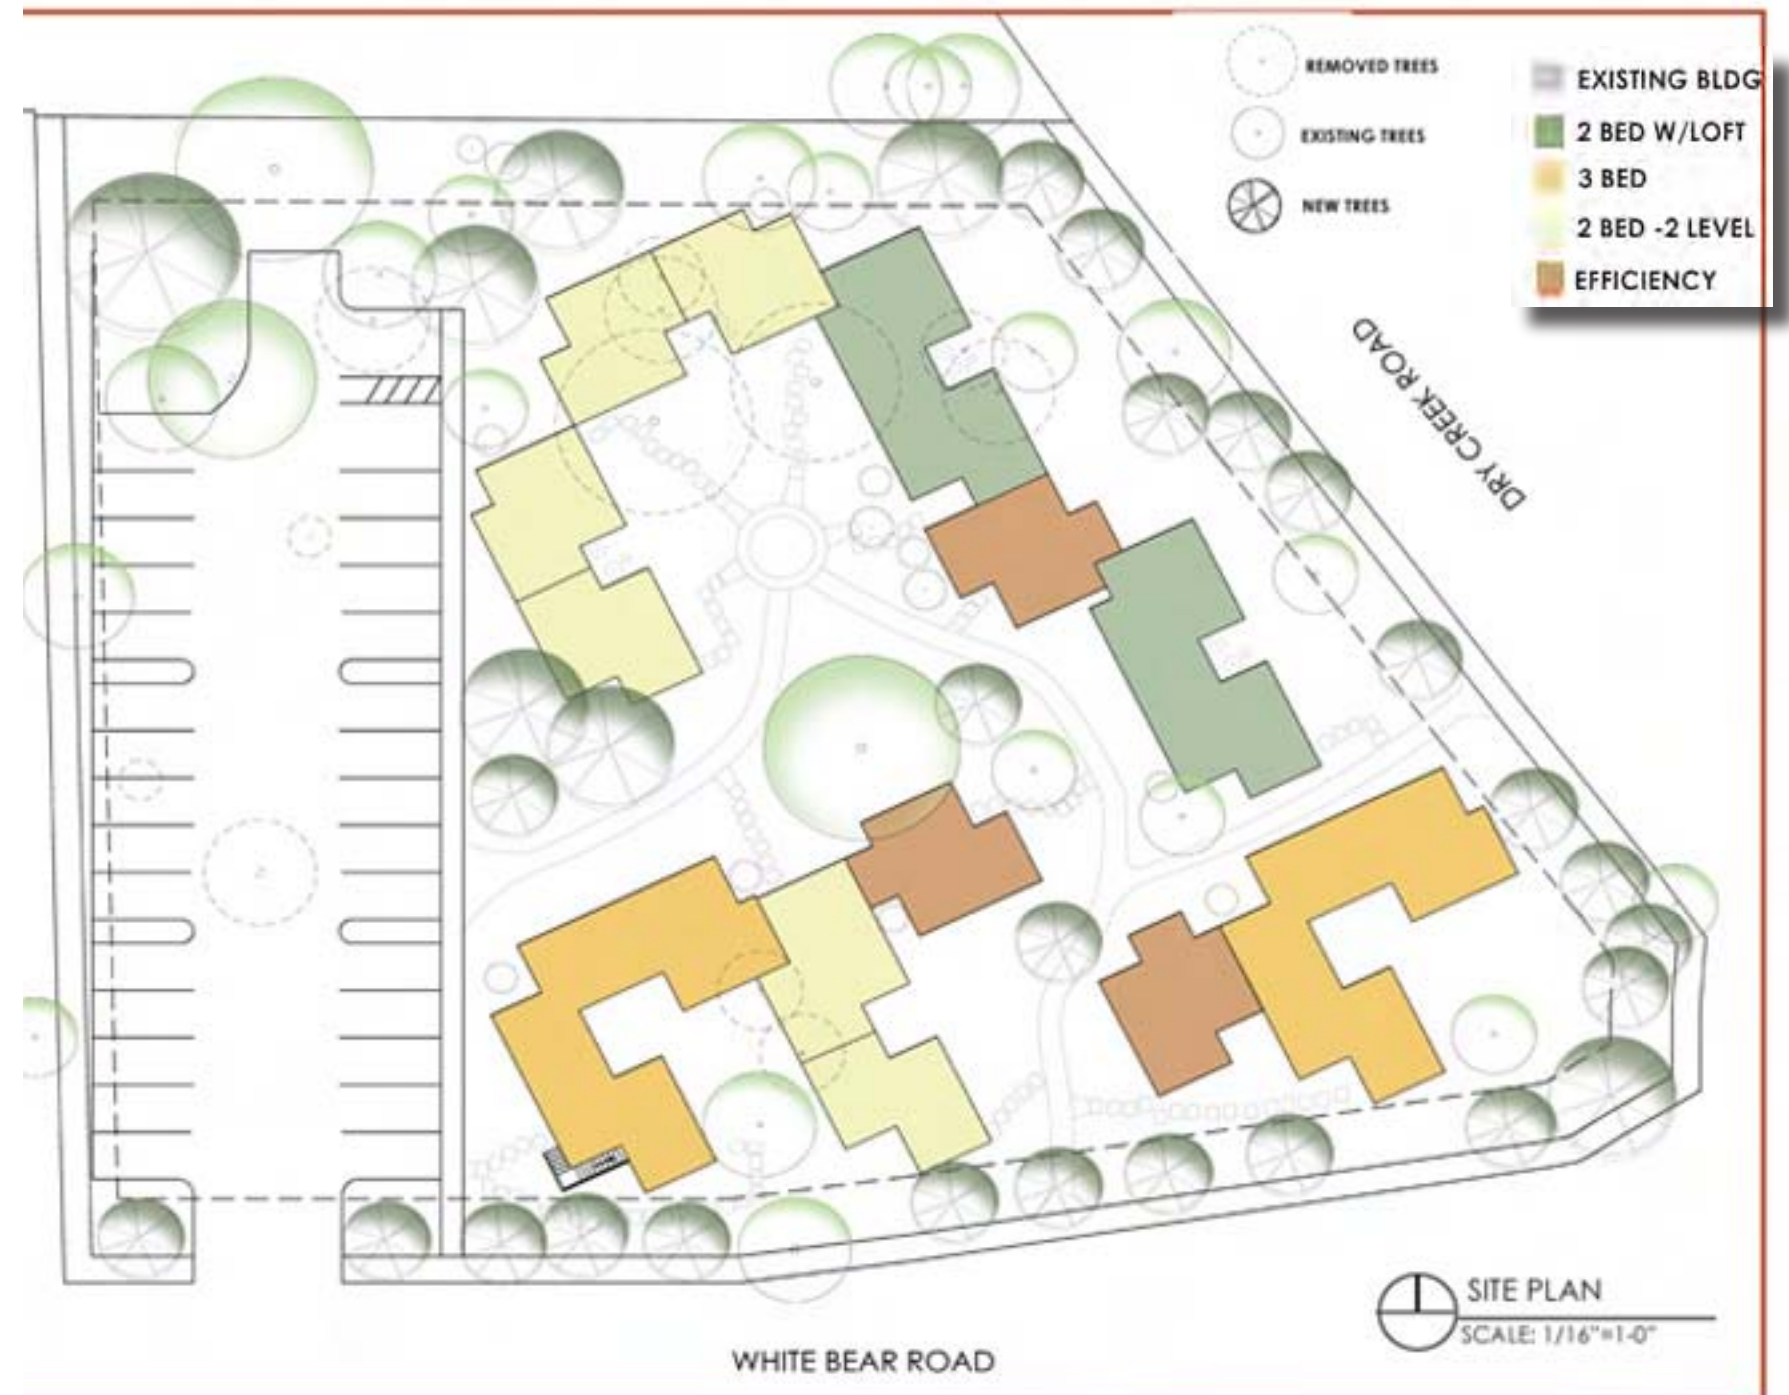 REMOVED TREES
EXISTING TREES
NEW TREES
EXISTING BLDG
2 BED W/LOFT
3 BED
2 BED -2 LEVEL
EFFICIENCY
DRY CREEK ROAD
SITE PLAN
SCALE: 1/16"=1-0"
WHITE BEAR ROAD